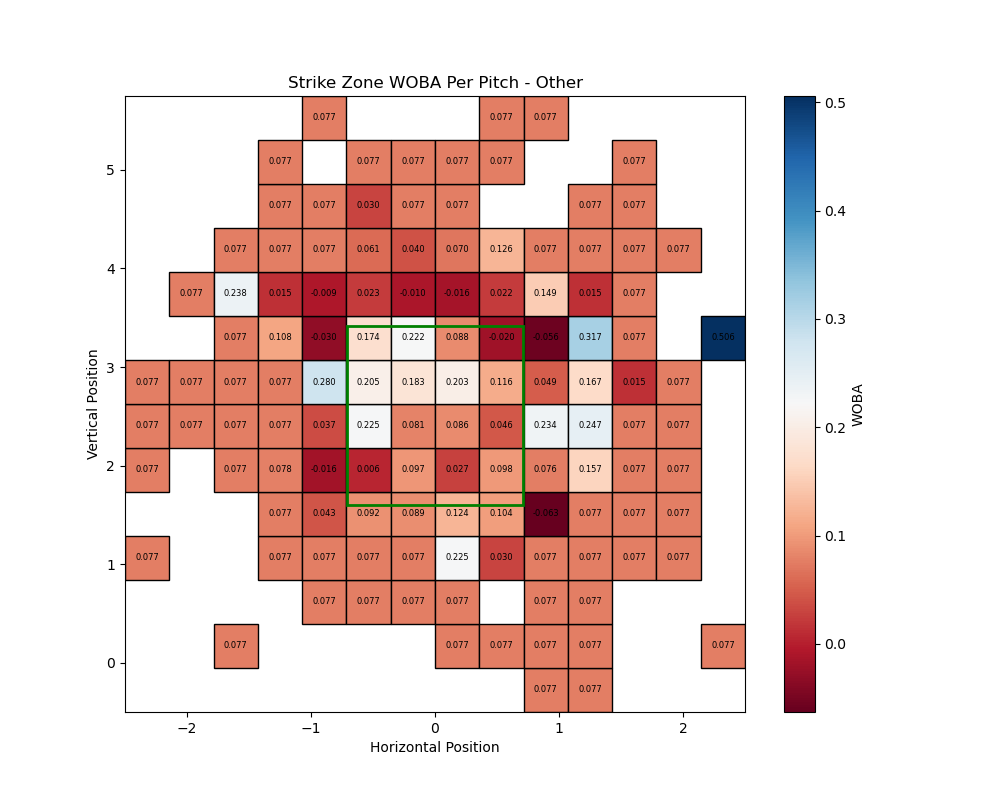 Strike Zone WOBA Per Pitch - Other
0.077 0.077 0.077
0.077 0.077 0.077 0.077 0.077 0.077
0.077 0.077 0.030 0.077 0.077 0.077 0.077
0.077 0.077 0.077 0.061 0.040 0.070 0.126 0.077 0.077 0.077 0.077
0.077 0.238 0.015 -0.009 0.023 -0.010 -0.016 0.022 0.149 0.015 0.077
0.077 0.108 -0.030 0.174 0.222 0.088 -0.020 -0.056 0.317 0.077 0.506
0.077 0.077 0.077 0.077 0.280 0.205 0.183 0.203 0.116 0.049 0.167 0.015 0.077
0.077 0.077 0.077 0.077 0.037 0.225 0.081 0.086 0.046 0.234 0.247 0.077 0.077
0.077 0.077 0.078 -0.016 0.006 0.097 0.027 0.098 0.076 0.157 0.077 0.077
0.077 0.043 0.092 0.089 0.124 0.104 -0.063 0.077 0.077 0.077
0.077 0.077 0.077 0.077 0.077 0.225 0.030 0.077 0.077 0.077 0.077
0.077 0.077 0.077 0.077 0.077 0.077
0.077 0.077 0.077 0.077 0.077 0.077
0.077 0.077
5
4
3
2
1
0
Vertical Position
−2 −1 0 1 2
Horizontal Position
0.5
0.4
0.3
0.2
0.1
0.0
WOBA